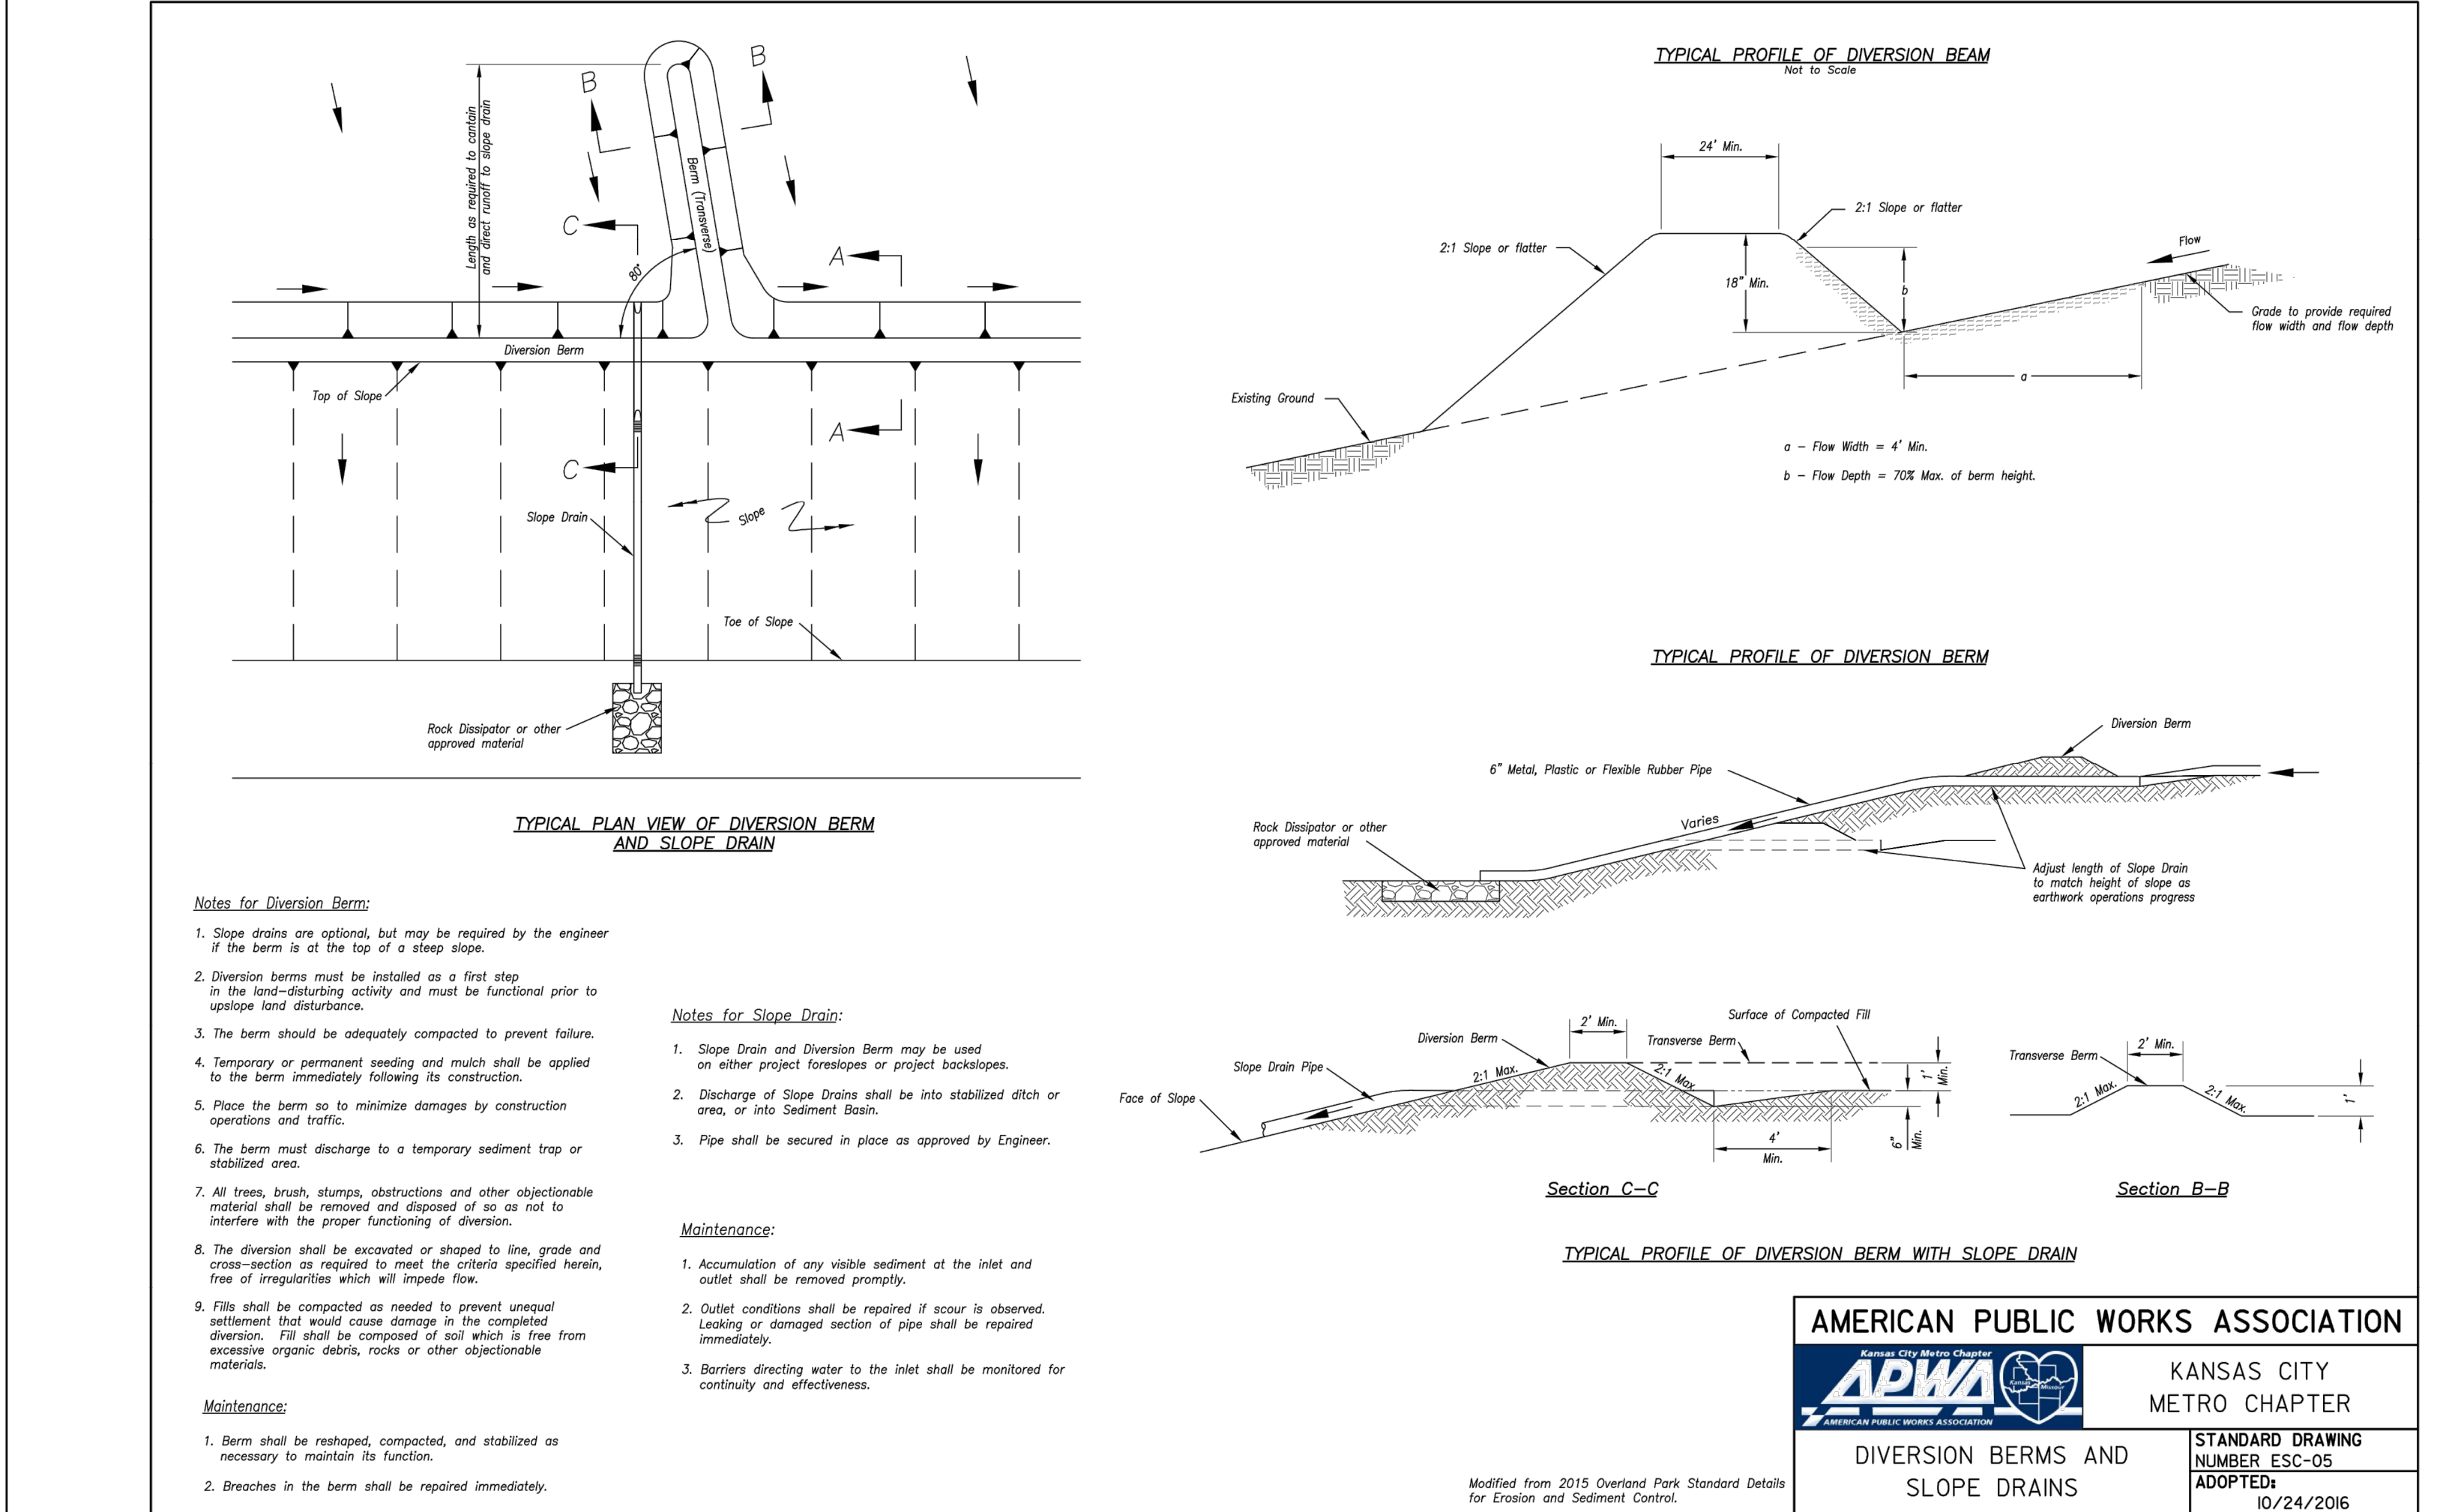 B
B
Length as required to cantain
and direct runoff to slope drain
Berm (Transverse)
C
80°
A
Diversion Berm
Top of Slope
A
C
Slope Drain
Slope
Toe of Slope
Rock Dissipator or other
approved material
TYPICAL PLAN VIEW OF DIVERSION BERM
AND SLOPE DRAIN
Notes for Diversion Berm:
1. Slope drains are optional, but may be required by the engineer
if the berm is at the top of a steep slope.
2. Diversion berms must be installed as a first step
in the land-disturbing activity and must be functional prior to
upslope land disturbance.
3. The berm should be adequately compacted to prevent failure.
4. Temporary or permanent seeding and mulch shall be applied
to the berm immediately following its construction.
5. Place the berm so to minimize damages by construction
operations and traffic.
6. The berm must discharge to a temporary sediment trap or
stabilized area.
7. All trees, brush, stumps, obstructions and other objectionable
material shall be removed and disposed of so as not to
interfere with the proper functioning of diversion.
8. The diversion shall be excavated or shaped to line, grade and
cross-section as required to meet the criteria specified herein,
free of irregularities which will impede flow.
9. Fills shall be compacted as needed to prevent unequal
settlement that would cause damage in the completed
diversion. Fill shall be composed of soil which is free from
excessive organic debris, rocks or other objectionable
materials.
Maintenance:
1. Berm shall be reshaped, compacted, and stabilized as
necessary to maintain its function.
2. Breaches in the berm shall be repaired immediately.
Notes for Slope Drain:
1. Slope Drain and Diversion Berm may be used
on either project foreslopes or project backslopes.
2. Discharge of Slope Drains shall be into stabilized ditch or
area, or into Sediment Basin.
3. Pipe shall be secured in place as approved by Engineer.
Maintenance:
1. Accumulation of any visible sediment at the inlet and
outlet shall be removed promptly.
2. Outlet conditions shall be repaired if scour is observed.
Leaking or damaged section of pipe shall be repaired
immediately.
3. Barriers directing water to the inlet shall be monitored for
continuity and effectiveness.
TYPICAL PROFILE OF DIVERSION BEAM
Not to Scale
24' Min.
2:1 Slope or flatter
2:1 Slope or flatter
Flow
18" Min.
b
Grade to provide required
flow width and flow depth
a
Existing Ground
a - Flow Width = 4' Min.
b - Flow Depth = 70% Max. of berm height.
TYPICAL PROFILE OF DIVERSION BERM
Diversion Berm
6" Metal, Plastic or Flexible Rubber Pipe
Varies
Rock Dissipator or other
approved material
Adjust length of Slope Drain
to match height of slope as
earthwork operations progress
2' Min.
Surface of Compacted Fill
Diversion Berm
Transverse Berm
Slope Drain Pipe
2:1 Max.
2:1 Max.
1'
Min.
Face of Slope
4'
Min.
6"
Min.
Section C-C
2' Min.
Transverse Berm
2:1 Max.
2:1 Max.
1'
Section B-B
TYPICAL PROFILE OF DIVERSION BERM WITH SLOPE DRAIN
AMERICAN PUBLIC WORKS ASSOCIATION
Kansas City Metro Chapter
APWA
Kansas
Missouri
AMERICAN PUBLIC WORKS ASSOCIATION
KANSAS CITY
METRO CHAPTER
DIVERSION BERMS AND
SLOPE DRAINS
STANDARD DRAWING
NUMBER ESC-05
ADOPTED:
10/24/2016
Modified from 2015 Overland Park Standard Details
for Erosion and Sediment Control.